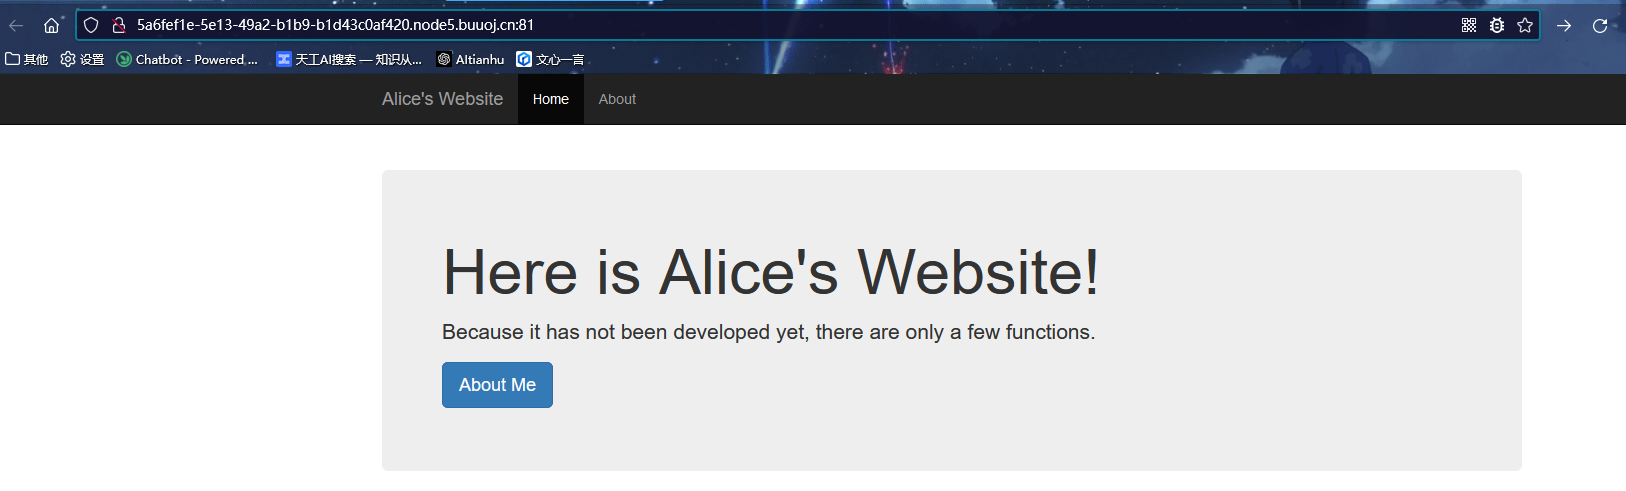 5a6fef1e-5e13-49a2-b1b9-b1d43c0af420.node5.buuoj.cn:81
其他 设置 Chatbot - Powered ... 天工AI搜索 — 知识从... AItianhu 文心一言
Alice's Website Home About
Here is Alice's Website!
Because it has not been developed yet, there are only a few functions.
About Me